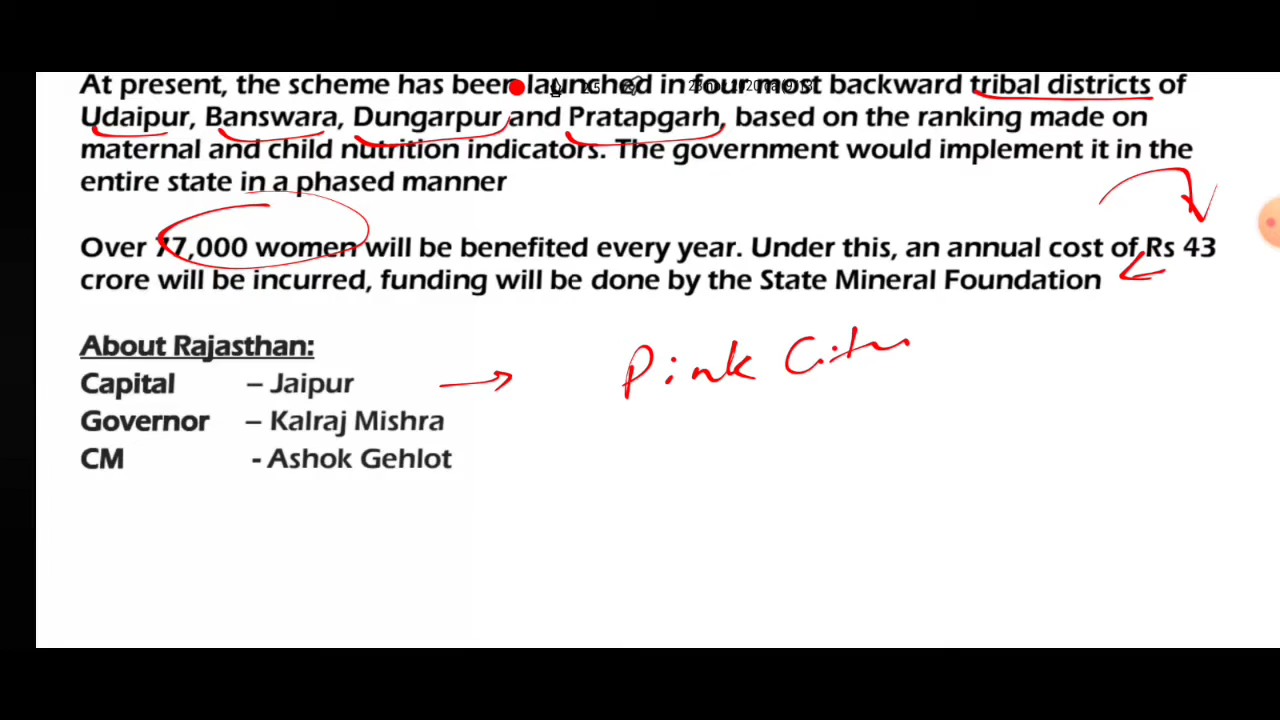 At present, the scheme has been launched in four most backward tribal districts of
Udaipur, Banswara, Dungarpur and Pratapgarh, based on the ranking made on
maternal and child nutrition indicators. The government would implement it in the
entire state in a phased manner
Over 77,000 women will be benefited every year. Under this, an annual cost of Rs 43
crore will be incurred, funding will be done by the State Mineral Foundation
About Rajasthan:
Capital – Jaipur → Pink City
Governor – Kalraj Mishra
CM - Ashok Gehlot